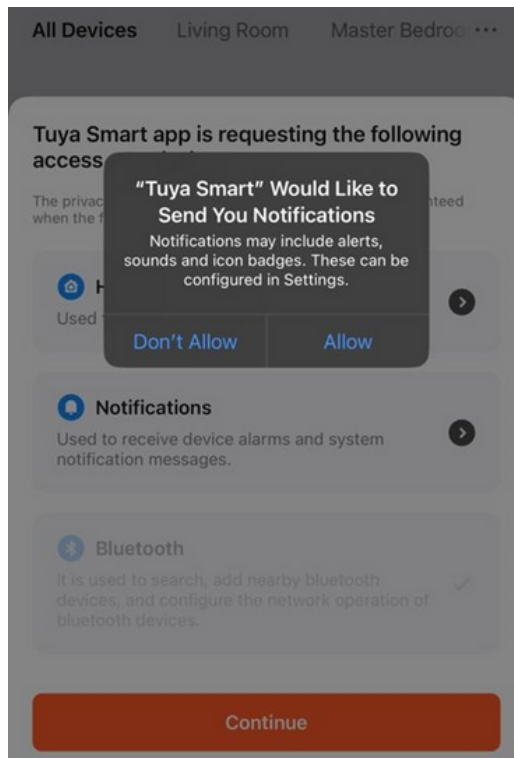 All Devices Living Room Master Bedroo
Tuya Smart app is requesting the following
access
The privac
nteed
when the f
"Tuya Smart" Would Like to
Send You Notifications
Notifications may include alerts,
sounds and icon badges. These can be
configured in Settings.
Don't Allow Allow
H
Used
Notifications
Used to receive device alarms and system
notification messages.
Bluetooth
It is used to search, add nearby bluetooth
devices, and configure the network operation of
bluetooth devices.
Continue